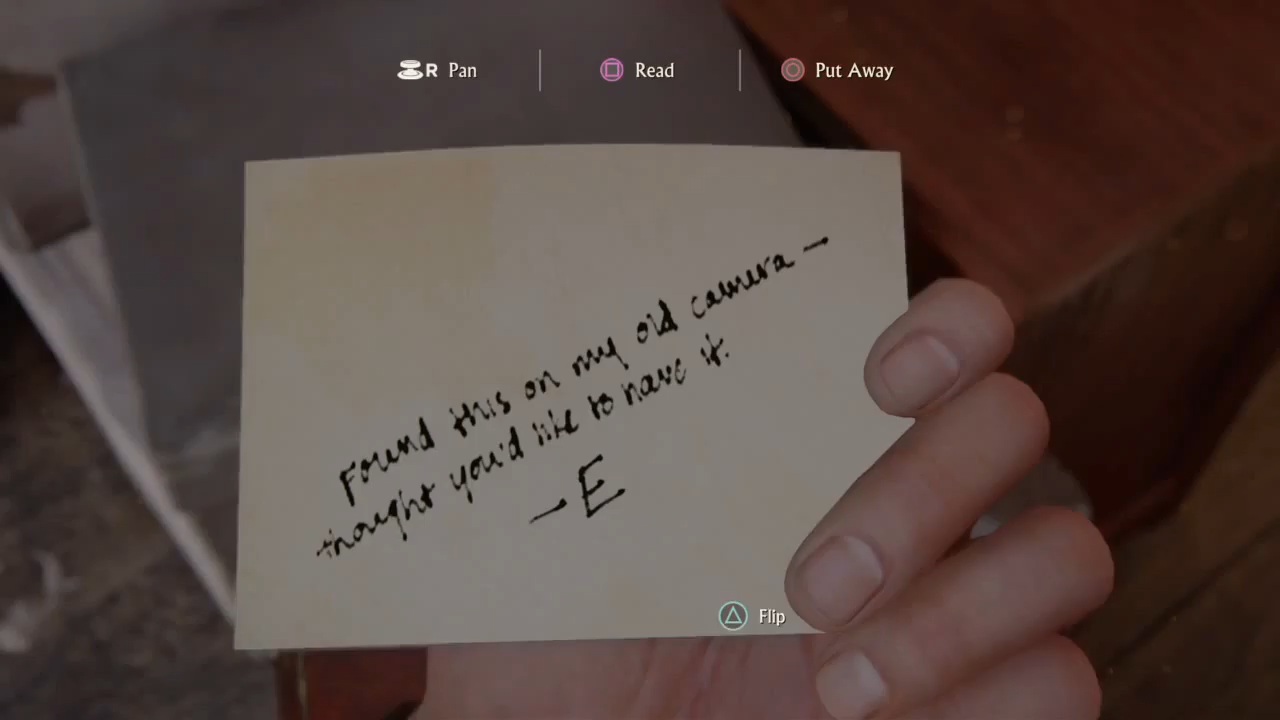 R Pan
Read
Put Away
Found this on my old camera —
thought you'd like to have it.
— E
Flip